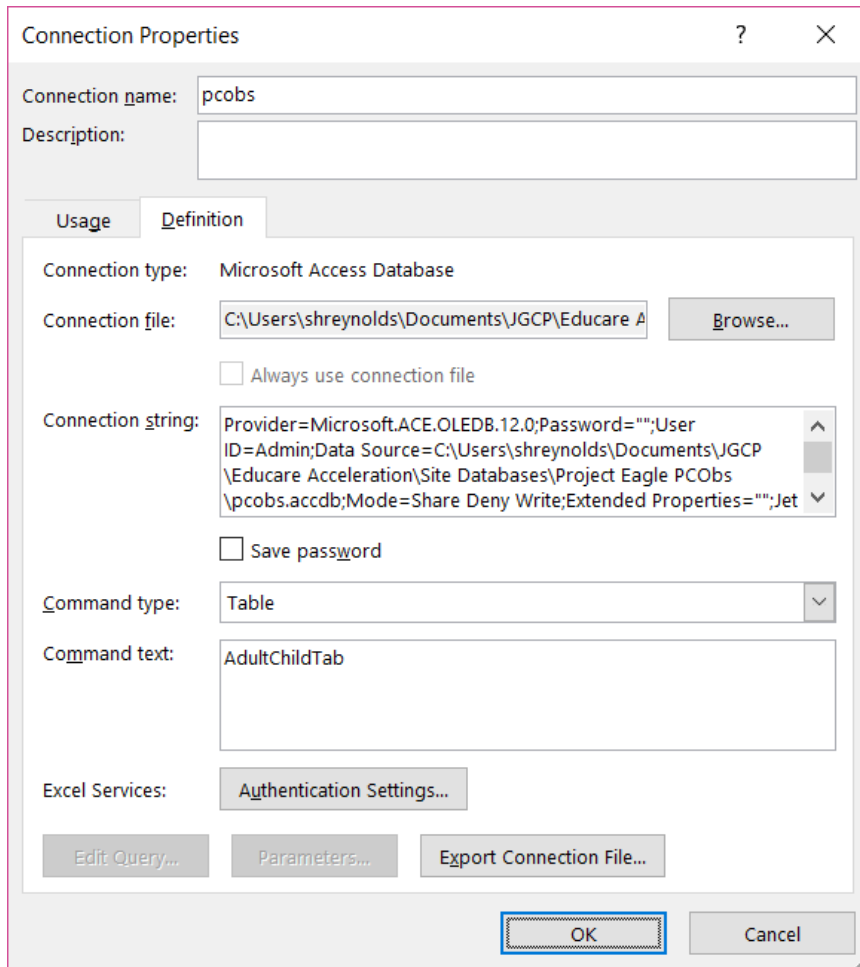 Connection Properties ?
Connection name: pcobs
Description:
Usage Definition
Connection type: Microsoft Access Database
Connection file: C:\Users\shreynolds\Documents\JGCP\Educare A Browse...
Always use connection file
Connection string: Provider=Microsoft.ACE.OLEDB.12.0;Password="";User
ID=Admin;Data Source=C:\Users\shreynolds\Documents\JGCP
\Educare Acceleration\Site Databases\Project Eagle PCObs
\pcobs.accdb;Mode=Share Deny Write;Extended Properties="";Jet
Save password
Command type: Table
Command text: AdultChildTab
Excel Services: Authentication Settings...
Edit Query... Parameters... Export Connection File...
OK Cancel